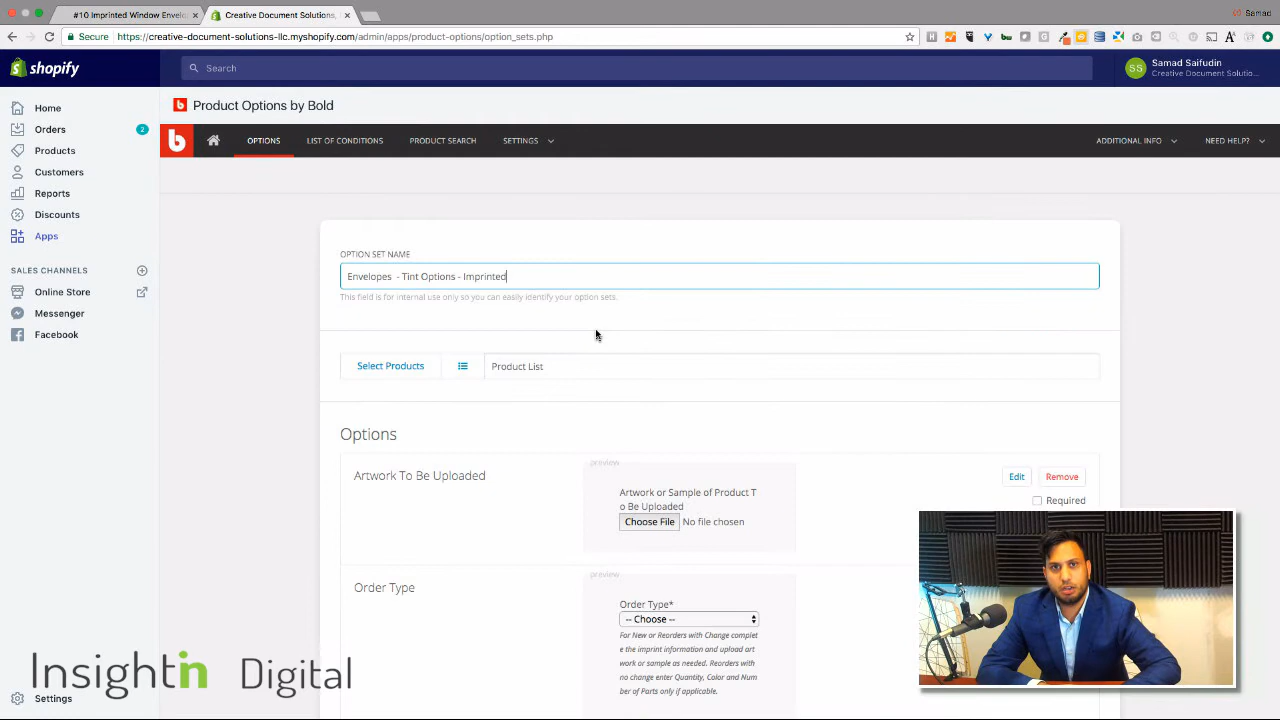 #10 Imprinted Window Envelo
Creative Document Solutions,
Samad
Secure
https://creative-document-solutions-llc.myshopify.com/admin/apps/product-options/option_sets.php
shopify
Search
SS
Samad Saifudin
Creative Document Solutio...
Home
Orders
2
Products
Customers
Reports
Discounts
Apps
SALES CHANNELS
Online Store
Messenger
Facebook
Settings
Product Options by Bold
b
OPTIONS
LIST OF CONDITIONS
PRODUCT SEARCH
SETTINGS
ADDITIONAL INFO
NEED HELP?
OPTION SET NAME
Envelopes  - Tint Options - Imprinted
This field is for internal use only so you can easily identify your option sets.
Select Products
Product List
Options
Artwork To Be Uploaded
preview
Artwork or Sample of Product T
o Be Uploaded
Choose File No file chosen
Edit
Remove
Required
Order Type
preview
Order Type*
-- Choose --
For New or Reorders with Change complet
e the imprint information and upload art
work or sample as needed. Reorders with
no change enter Quantity, Color and Num
ber of Parts only if applicable.
Insightin Digital